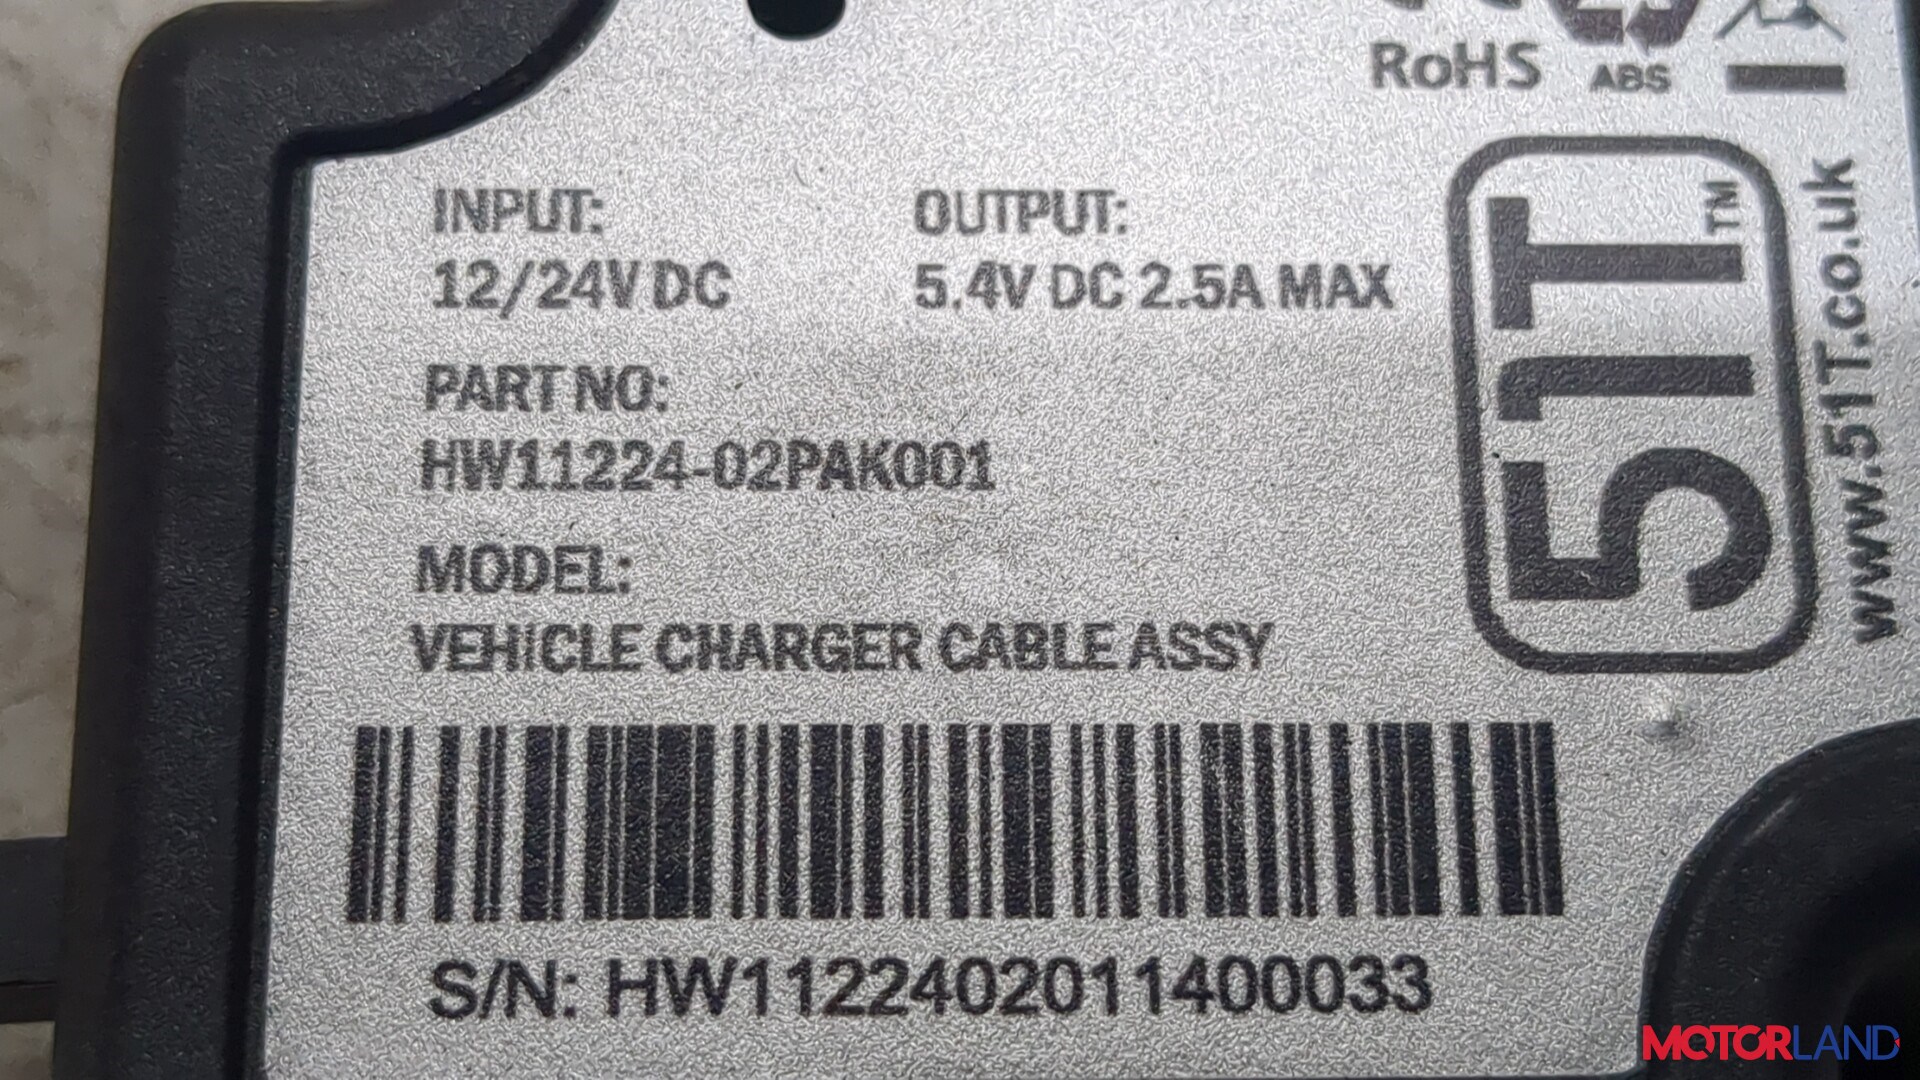 RoHS
ABS
INPUT:
12/24V DC
OUTPUT:
5.4V DC 2.5A MAX
PART NO:
HW11224-02PAK001
MODEL:
VEHICLE CHARGER CABLE ASSY
51T™
www.51T.co.uk
S/N: HW1122402011400033
MOTORLAND